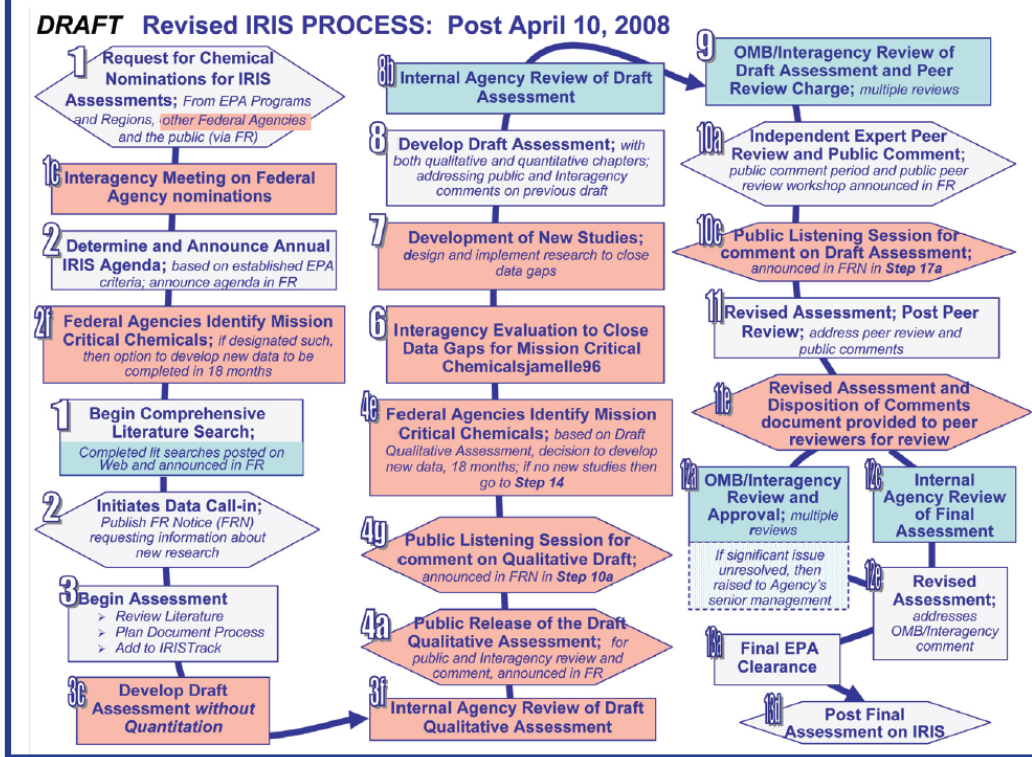 DRAFT Revised IRIS PROCESS: Post April 10, 2008
1
Request for Chemical
Nominations for IRIS
Assessments; From EPA Programs
and Regions, other Federal Agencies
and the public (via FR)
1c
Interagency Meeting on Federal
Agency nominations
2
Determine and Announce Annual
IRIS Agenda; based on established EPA
criteria; announce agenda in FR
2f
Federal Agencies Identify Mission
Critical Chemicals; if designated such,
then option to develop new data to be
completed in 18 months
1
Begin Comprehensive
Literature Search;
Completed lit searches posted on
Web and announced in FR
2
Initiates Data Call-in;
Publish FR Notice (FRN)
requesting information about
new research
3
Begin Assessment
➢ Review Literature
➢ Plan Document Process
➢ Add to IRISTrack
3c
Develop Draft
Assessment without
Quantitation
8b
Internal Agency Review of Draft
Assessment
8
Develop Draft Assessment; with
both qualitative and quantitative chapters;
addressing public and Interagency
comments on previous draft
7
Development of New Studies;
design and implement research to close
data gaps
6
Interagency Evaluation to Close
Data Gaps for Mission Critical
Chemicalsjamelle96
4e
Federal Agencies Identify Mission
Critical Chemicals; based on Draft
Qualitative Assessment, decision to develop
new data, 18 months; if no new studies then
go to Step 14
4g
Public Listening Session for
comment on Qualitative Draft;
announced in FRN in Step 10a
4a
Public Release of the Draft
Qualitative Assessment; for
public and Interagency review and
comment, announced in FR
3f
Internal Agency Review of Draft
Qualitative Assessment
9
OMB/Interagency Review of
Draft Assessment and Peer
Review Charge; multiple reviews
10a
Independent Expert Peer
Review and Public Comment;
public comment period and public peer
review workshop announced in FR
10c
Public Listening Session for
comment on Draft Assessment;
announced in FRN in Step 17a
11
Revised Assessment; Post Peer
Review; address peer review and
public comments
11e
Revised Assessment and
Disposition of Comments
document provided to peer
reviewers for review
12a
OMB/Interagency
Review and
Approval; multiple
reviews
If significant issue
unresolved, then
raised to Agency's
senior management
12c
Internal
Agency Review
of Final
Assessment
12e
Revised
Assessment;
addresses
OMB/Interagency
comment
13a
Final EPA
Clearance
13d
Post Final
Assessment on IRIS